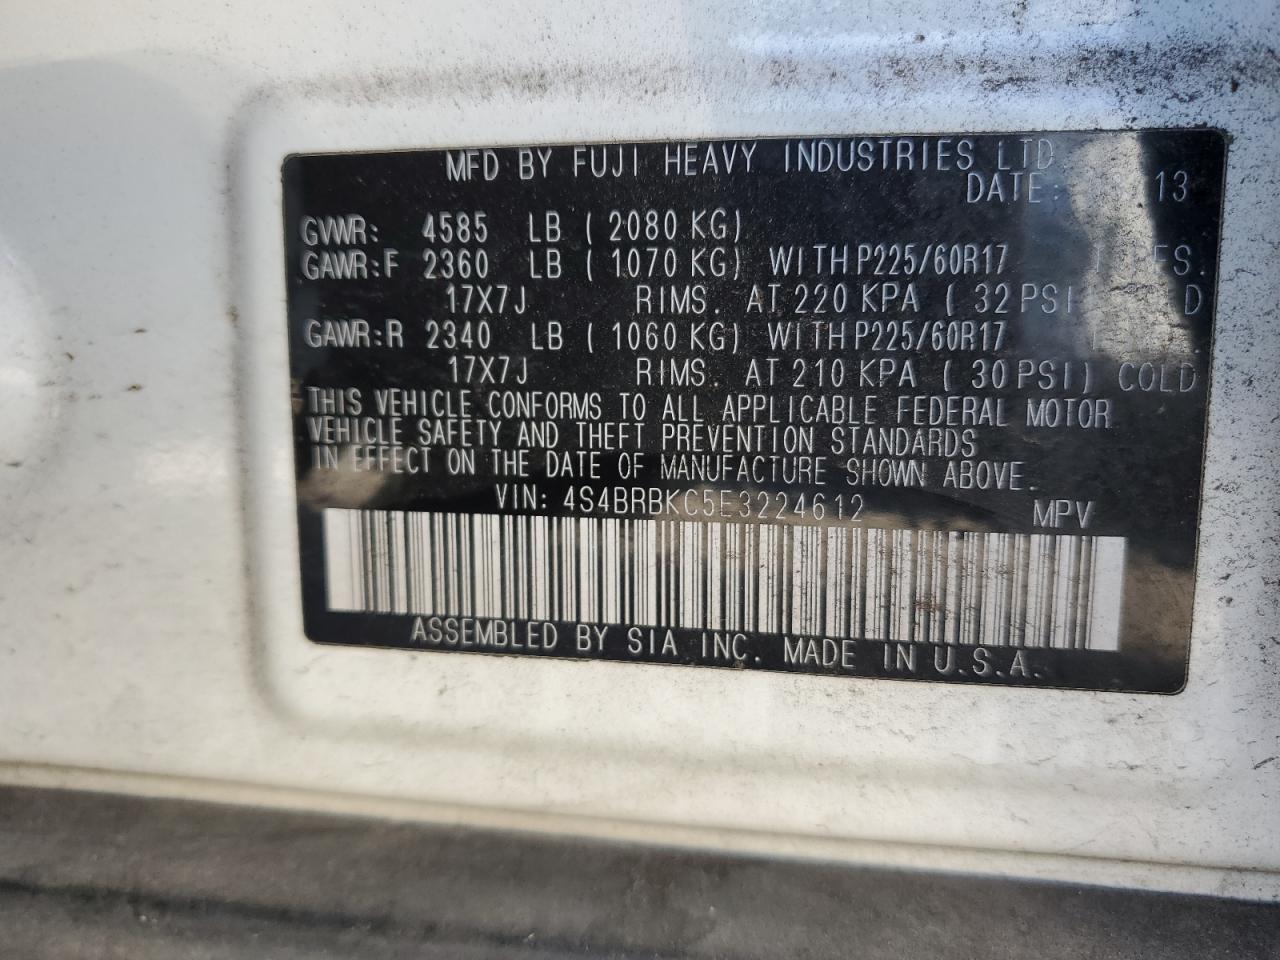 MFD BY FUJI HEAVY INDUSTRIES LTD
DATE: 13
GVWR: 4585 LB ( 2080 KG)
GAWR:F 2360 LB ( 1070 KG) WITH P225/60R17
17X7J RIMS. AT 220 KPA ( 32 PSI)
GAWR:R 2340 LB ( 1060 KG) WITH P225/60R17
17X7J RIMS. AT 210 KPA ( 30 PSI) COLD
THIS VEHICLE CONFORMS TO ALL APPLICABLE FEDERAL MOTOR
VEHICLE SAFETY AND THEFT PREVENTION STANDARDS
IN EFFECT ON THE DATE OF MANUFACTURE SHOWN ABOVE.
VIN: 4S4BRBKC5E3224612 MPV
ASSEMBLED BY SIA INC. MADE IN U.S.A.